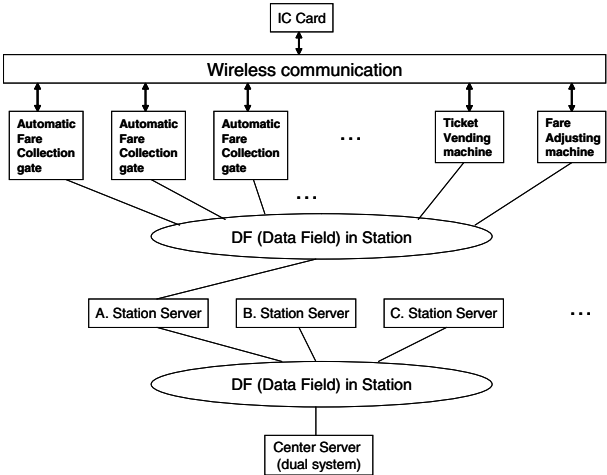 IC Card
Wireless communication
Automatic
Fare
Collection
gate
Automatic
Fare
Collection
gate
Automatic
Fare
Collection
gate
...
Ticket
Vending
machine
Fare
Adjusting
machine
...
DF (Data Field) in Station
A. Station Server
B. Station Server
C. Station Server
...
DF (Data Field) in Station
Center Server
(dual system)